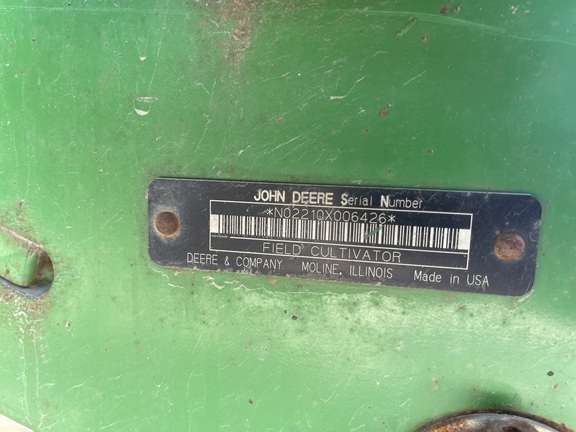 JOHN DEERE Serial Number
*N02210X006426*
FIELD CULTIVATOR
DEERE & COMPANY MOLINE, ILLINOIS Made in USA